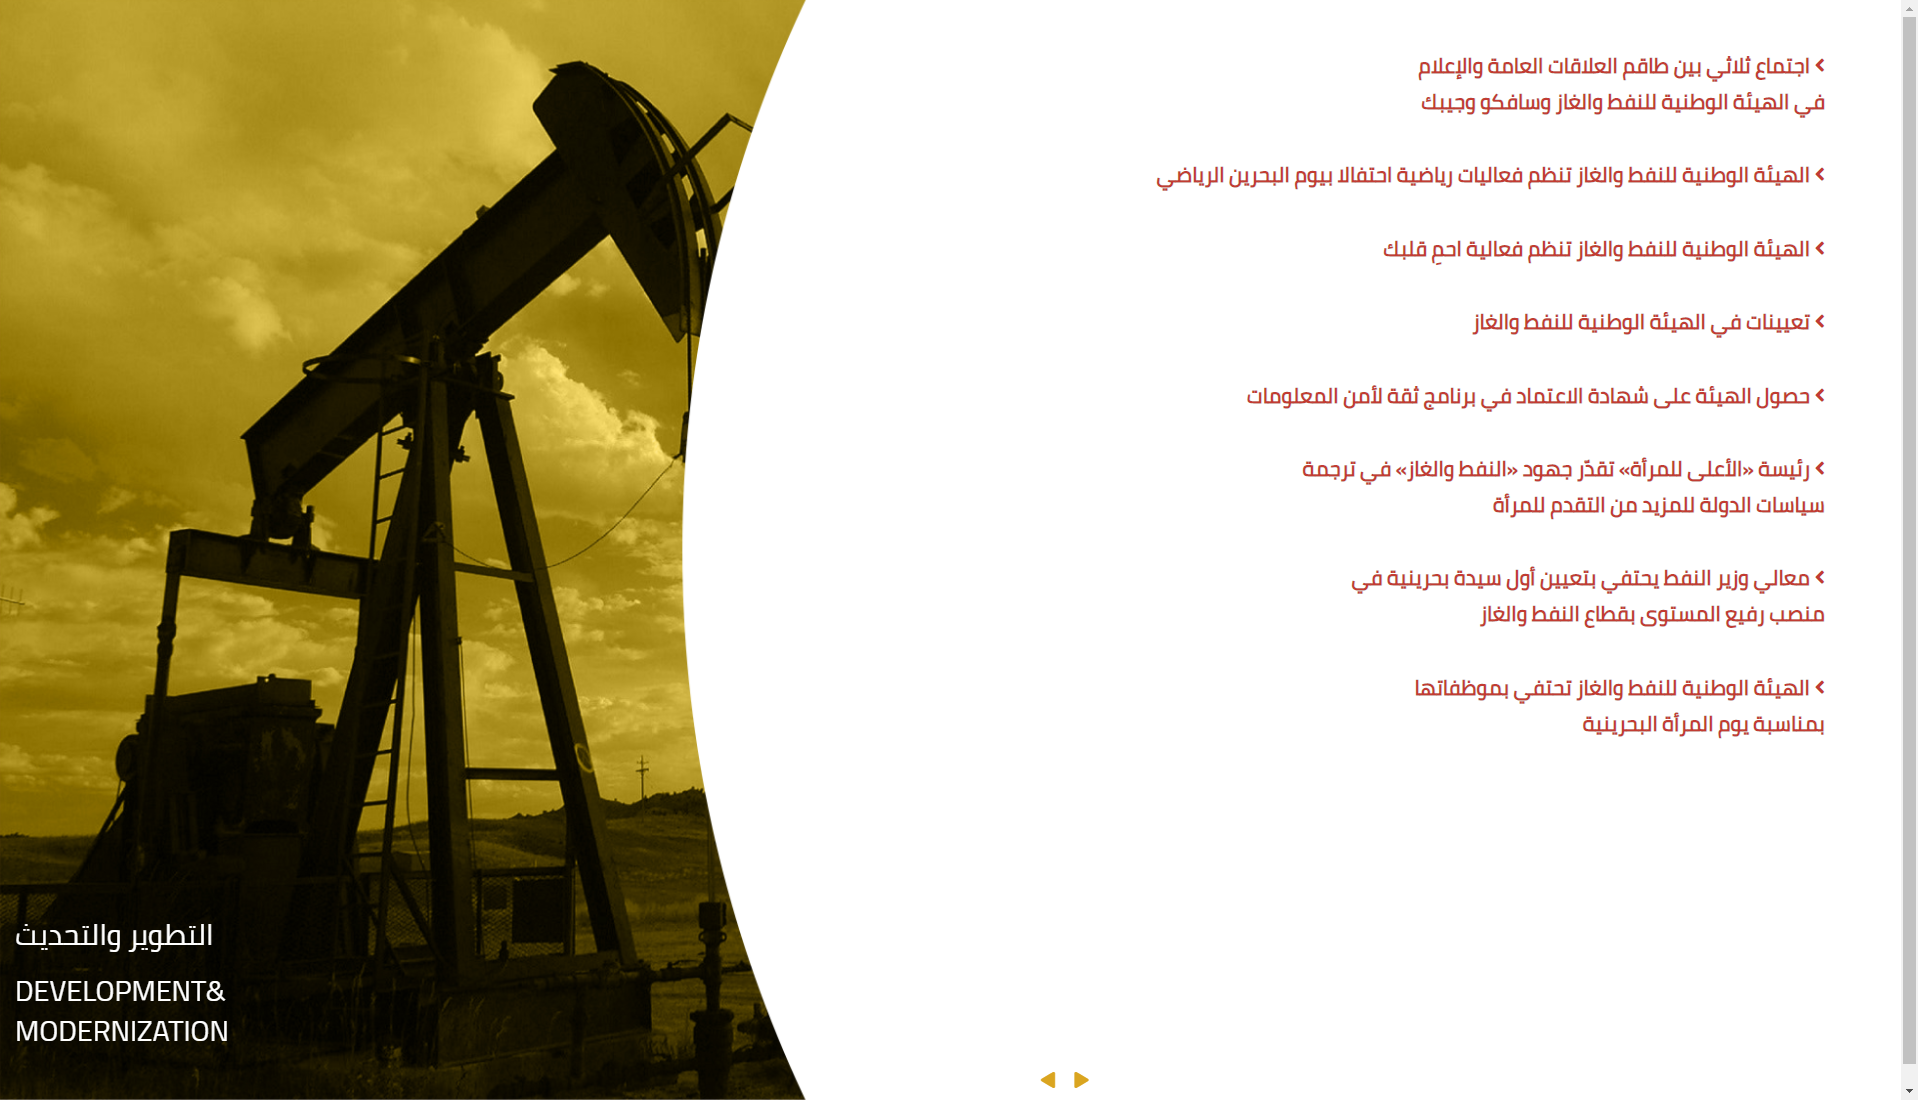 اجتماع ثلاثي بين طاقم العلاقات العامة والإعلام
في الهيئة الوطنية للنفط والغاز وسافكو وجيبك
الهيئة الوطنية للنفط والغاز تنظم فعاليات رياضية احتفالا بيوم البحرين الرياضي
الهيئة الوطنية للنفط والغاز تنظم فعالية احمِ قلبك
تعيينات في الهيئة الوطنية للنفط والغاز
حصول الهيئة على شهادة الاعتماد في برنامج ثقة لأمن المعلومات
رئيسة «الأعلى للمرأة» تقدّر جهود «النفط والغاز» في ترجمة
سياسات الدولة للمزيد من التقدم للمرأة
معالي وزير النفط يحتفي بتعيين أول سيدة بحرينية في
منصب رفيع المستوى بقطاع النفط والغاز
الهيئة الوطنية للنفط والغاز تحتفي بموظفاتها
بمناسبة يوم المرأة البحرينية
التطوير والتحديث
DEVELOPMENT&
MODERNIZATION